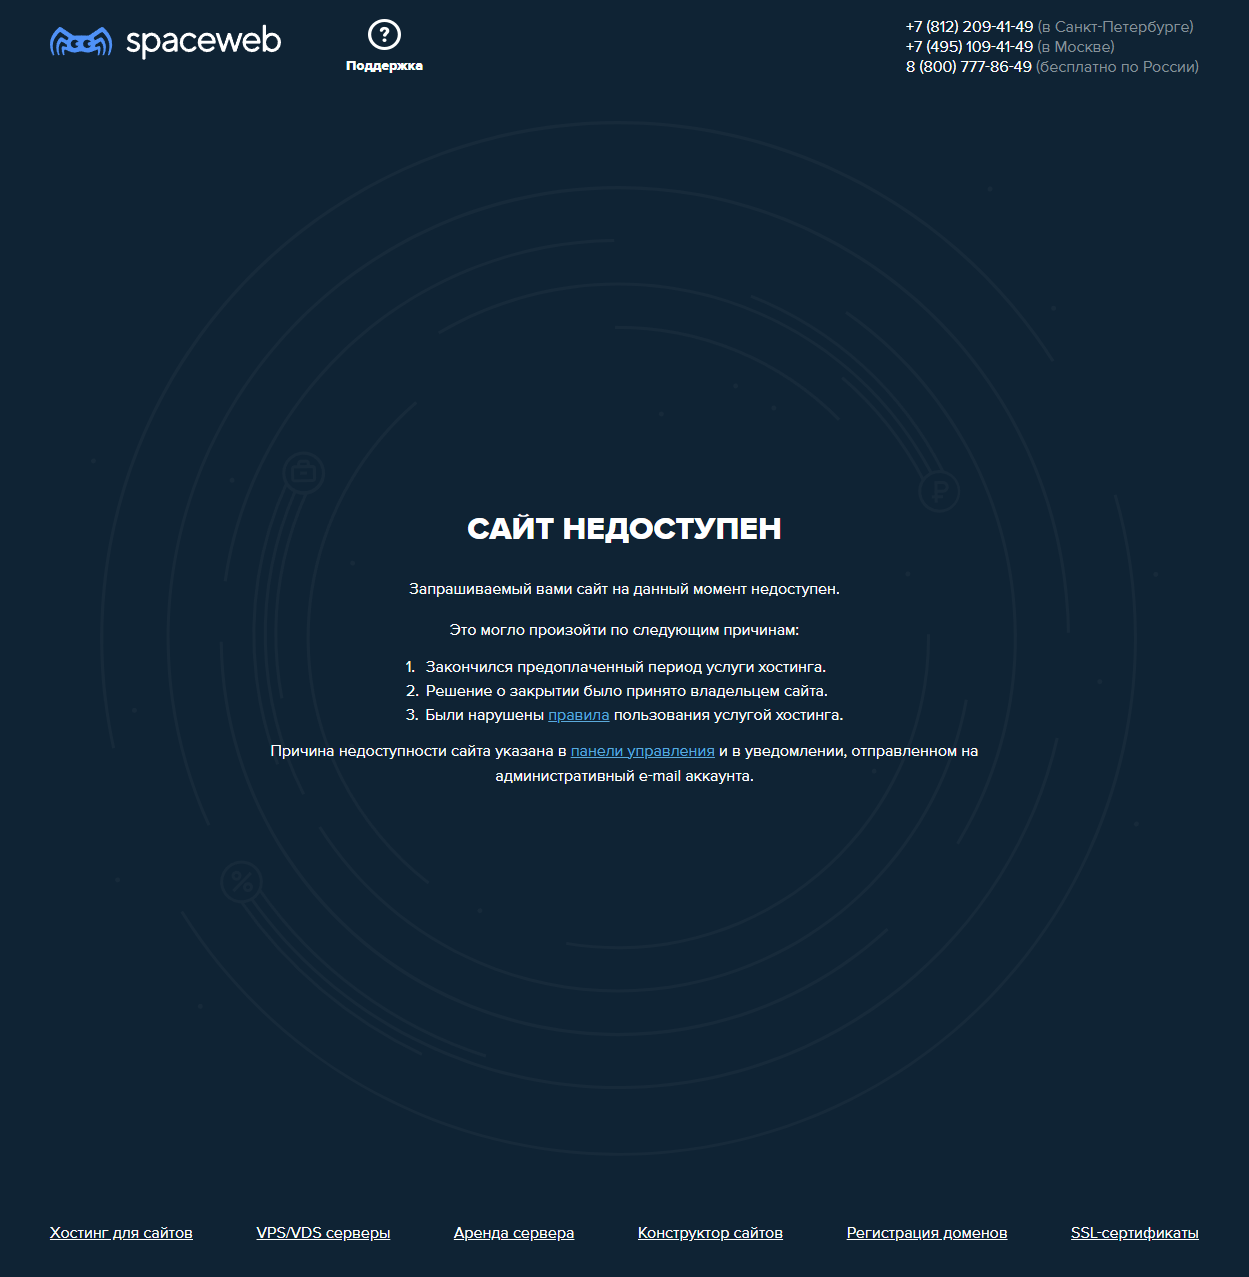 spaceweb
Поддержка
+7 (812) 209-41-49 (в Санкт-Петербурге)
+7 (495) 109-41-49 (в Москве)
8 (800) 777-86-49 (бесплатно по России)
САЙТ НЕДОСТУПЕН
Запрашиваемый вами сайт на данный момент недоступен.
Это могло произойти по следующим причинам:
1. Закончился предоплаченный период услуги хостинга.
2. Решение о закрытии было принято владельцем сайта.
3. Были нарушены правила пользования услугой хостинга.
Причина недоступности сайта указана в панели управления и в уведомлении, отправленном на
административный e-mail аккаунта.
Хостинг для сайтов VPS/VDS серверы Аренда сервера Конструктор сайтов Регистрация доменов SSL-сертификаты